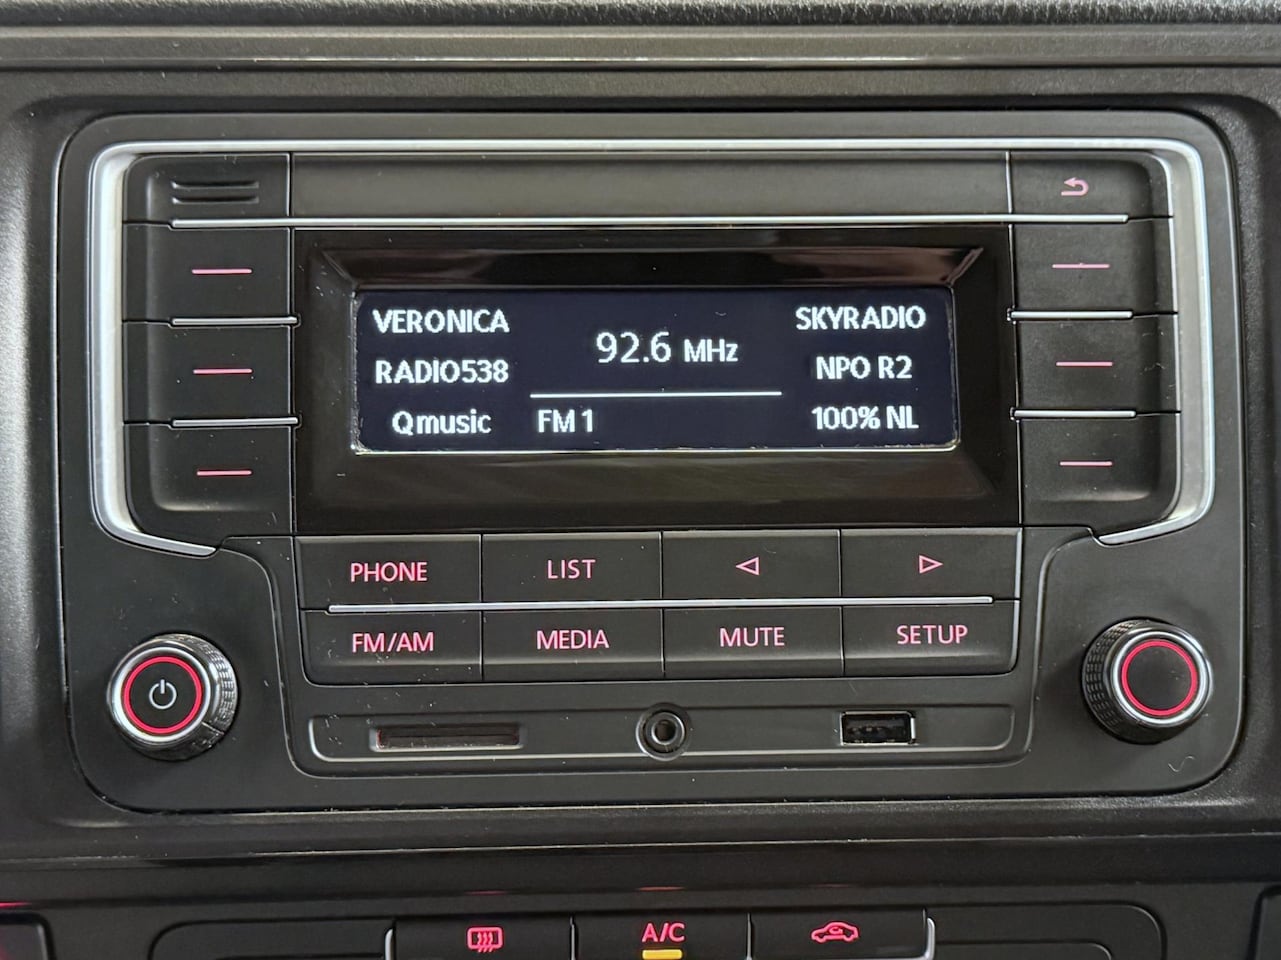 VERONICA
92.6 MHz
SKYRADIO
RADIO538
NPO R2
Qmusic
FM 1
100% NL
PHONE
LIST
FM/AM
MEDIA
MUTE
SETUP
A/C